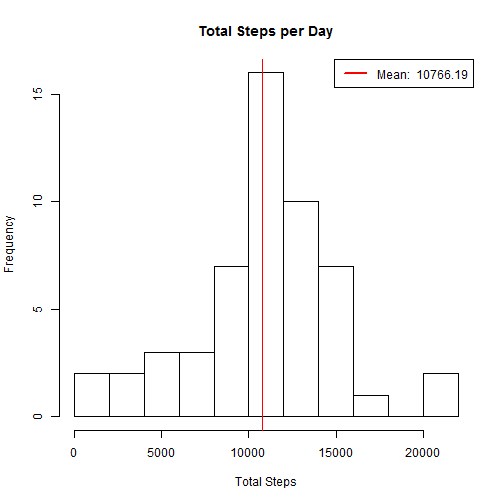 Total Steps per Day
Mean: 10766.19
Frequency
15
10
5
0
0 5000 10000 15000 20000
Total Steps